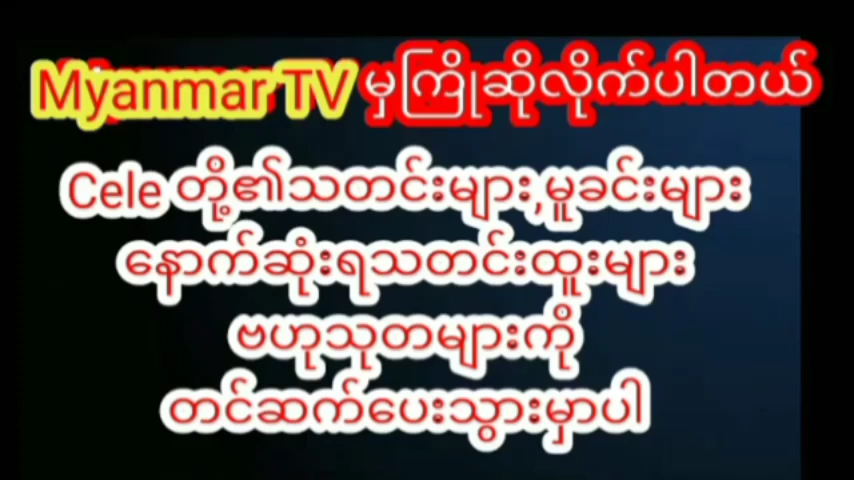 Myanmar TV မှကြိုဆိုလိုက်ပါတယ်
Cele တို့၏သတင်းများ,မူခင်းများ
နောက်ဆုံးရသတင်းထူးများ
ဗဟုသုတများကို
တင်ဆက်ပေးသွားမှာပါ